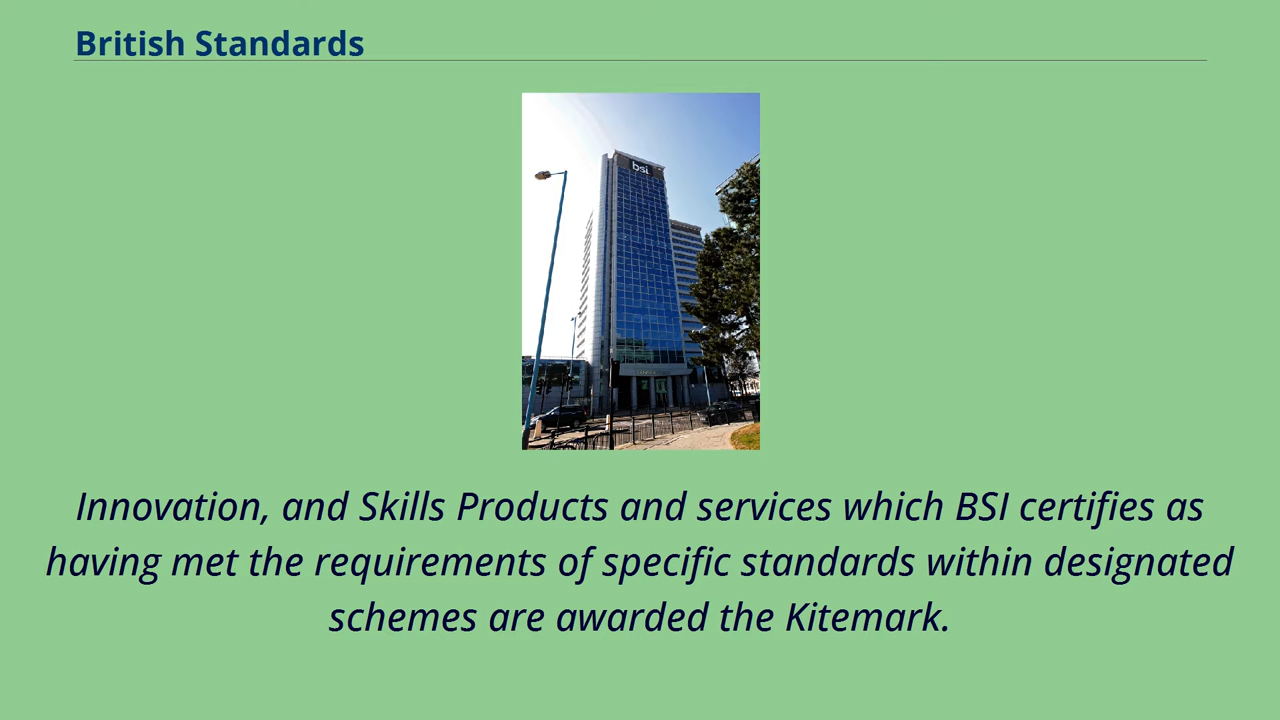 British Standards
bsi
Innovation, and Skills Products and services which BSI certifies as
having met the requirements of specific standards within designated
schemes are awarded the Kitemark.